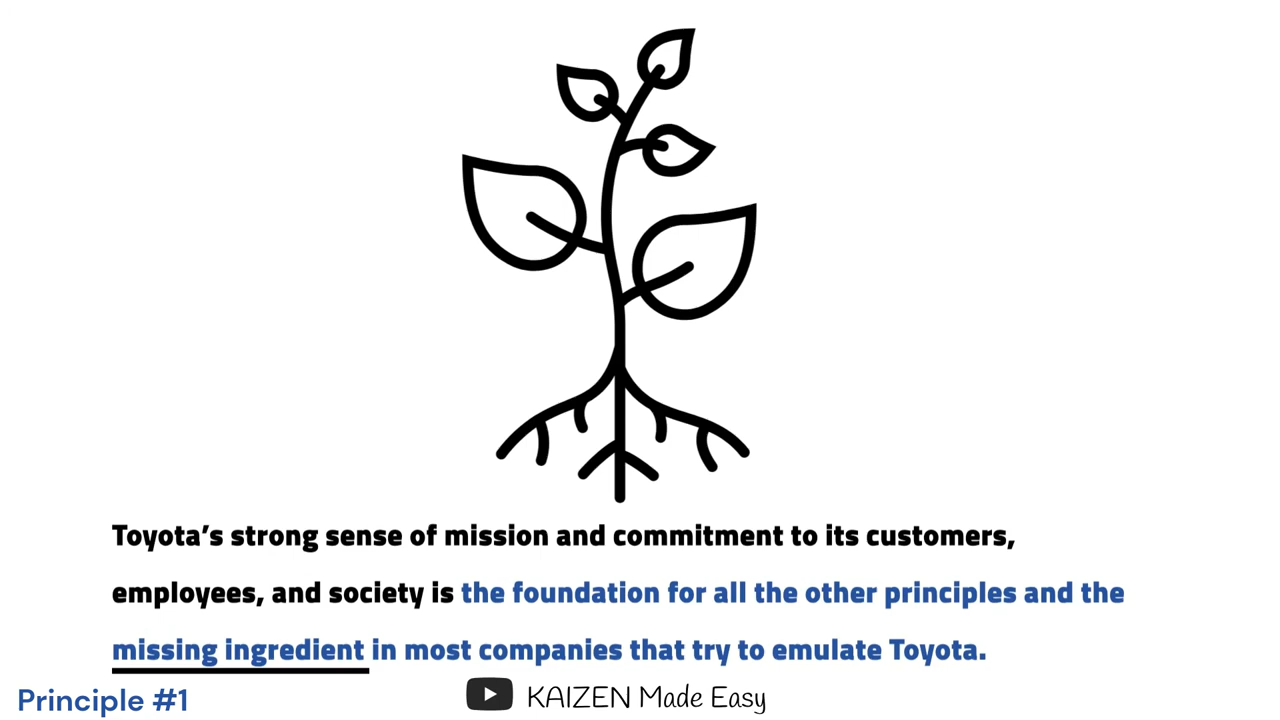 Toyota’s strong sense of mission and commitment to its customers,
employees, and society is the foundation for all the other principles and the
missing ingredient in most companies that try to emulate Toyota.
Principle #1
KAIZEN Made Easy